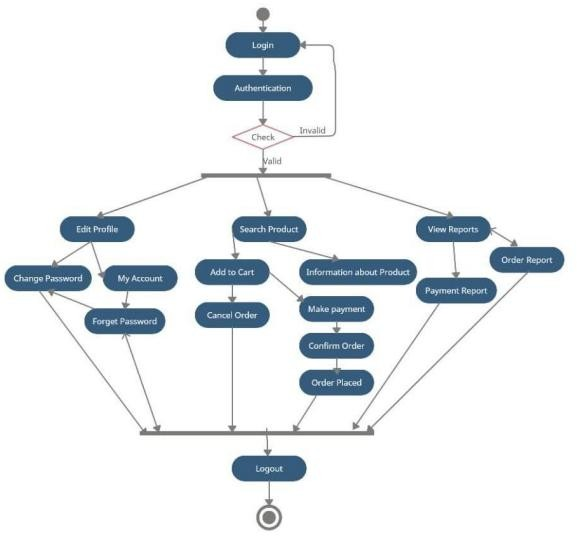 Login
Authentication
Check
Invalid
Valid
Edit Profile
Search Product
View Reports
Change Password
My Account
Add to Cart
Information about Product
Order Report
Payment Report
Forget Password
Cancel Order
Make payment
Confirm Order
Order Placed
Logout